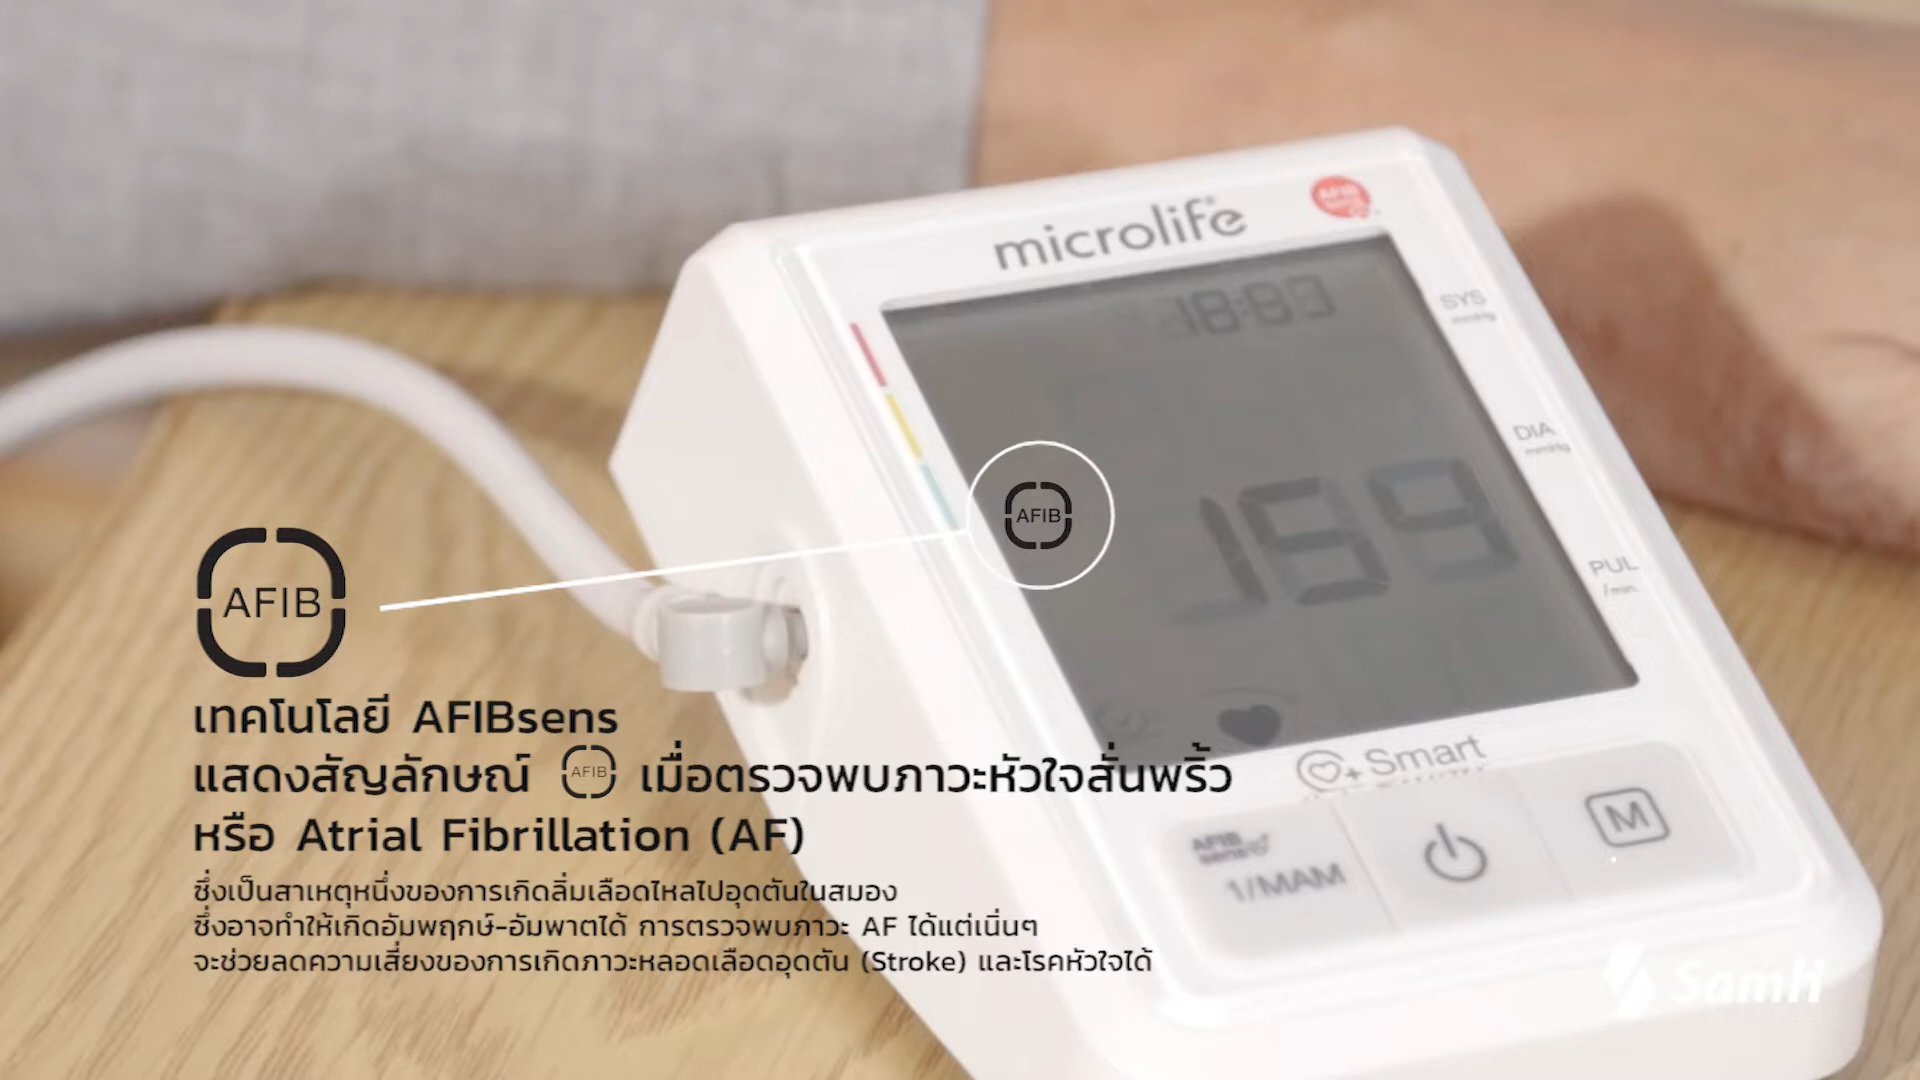 microlife
18:03
SYS
mmHg
DIA
mmHg
AFIB
169
PUL
/min.
AFIB
เทคโนโลยี AFIBsens
แสดงสัญลักษณ์ AFIB เมื่อตรวจพบภาวะหัวใจสั่นพริ้ว
หรือ Atrial Fibrillation (AF)
ซึ่งเป็นสาเหตุหนึ่งของการเกิดลิ่มเลือดไหลไปอุดตันในสมอง
ซึ่งอาจทำให้เกิดอัมพฤกษ์-อัมพาตได้ การตรวจพบภาวะ AF ได้แต่เนิ่นๆ
จะช่วยลดความเสี่ยงของการเกิดภาวะหลอดเลือดอุดตัน (Stroke) และโรคหัวใจได้
+ Smart
AFIB
sens
1/MAM
M
SamH